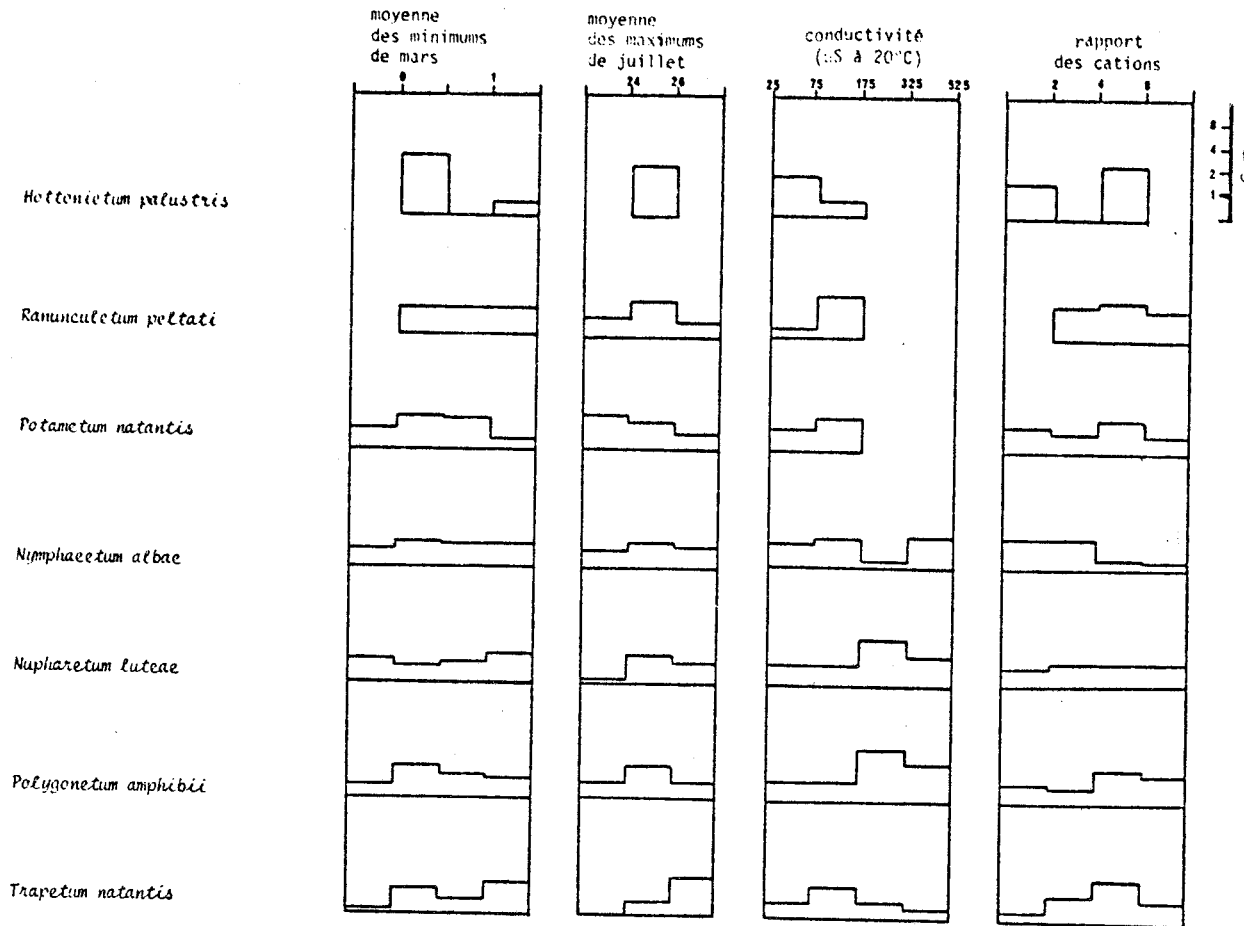 moyenne
des minimums
de mars
0 1
moyenne
des maximums
de juillet
24 26
conductivité
(µS à 20°C)
25 75 175 325 525
rapport
des cations
2 4 6
8
4
2
1
Hottonietum palustris
Ranunculetum peltati
Potametum natantis
Nymphaeetum albae
Nupharetum luteae
Polygonetum amphibii
Trapetum natantis